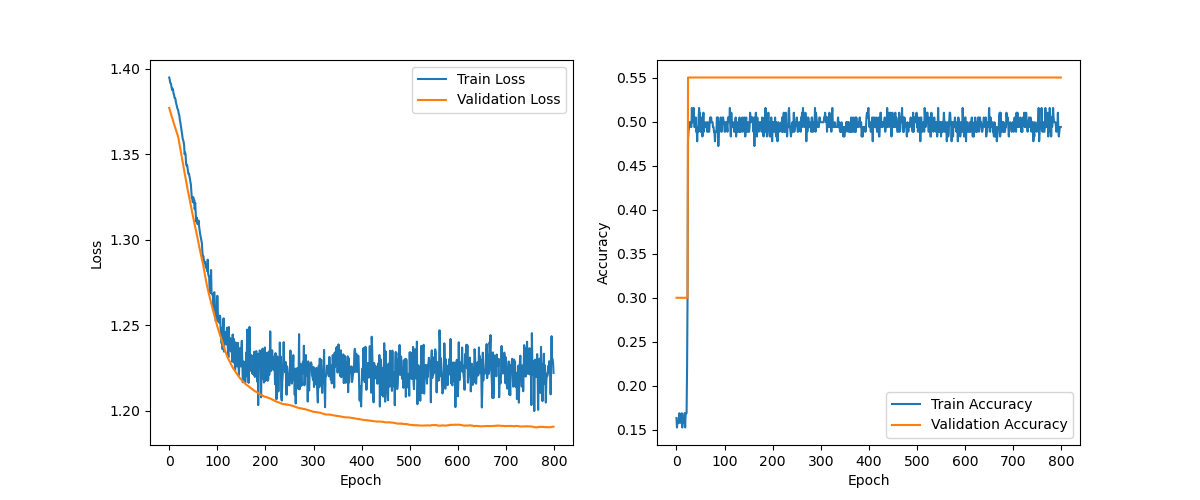 1.40
1.35
1.30
1.25
1.20
Loss
0 100 200 300 400 500 600 700 800
Epoch
Train Loss
Validation Loss
0.55
0.50
0.45
0.40
0.35
0.30
0.25
0.20
0.15
Accuracy
0 100 200 300 400 500 600 700 800
Epoch
Train Accuracy
Validation Accuracy